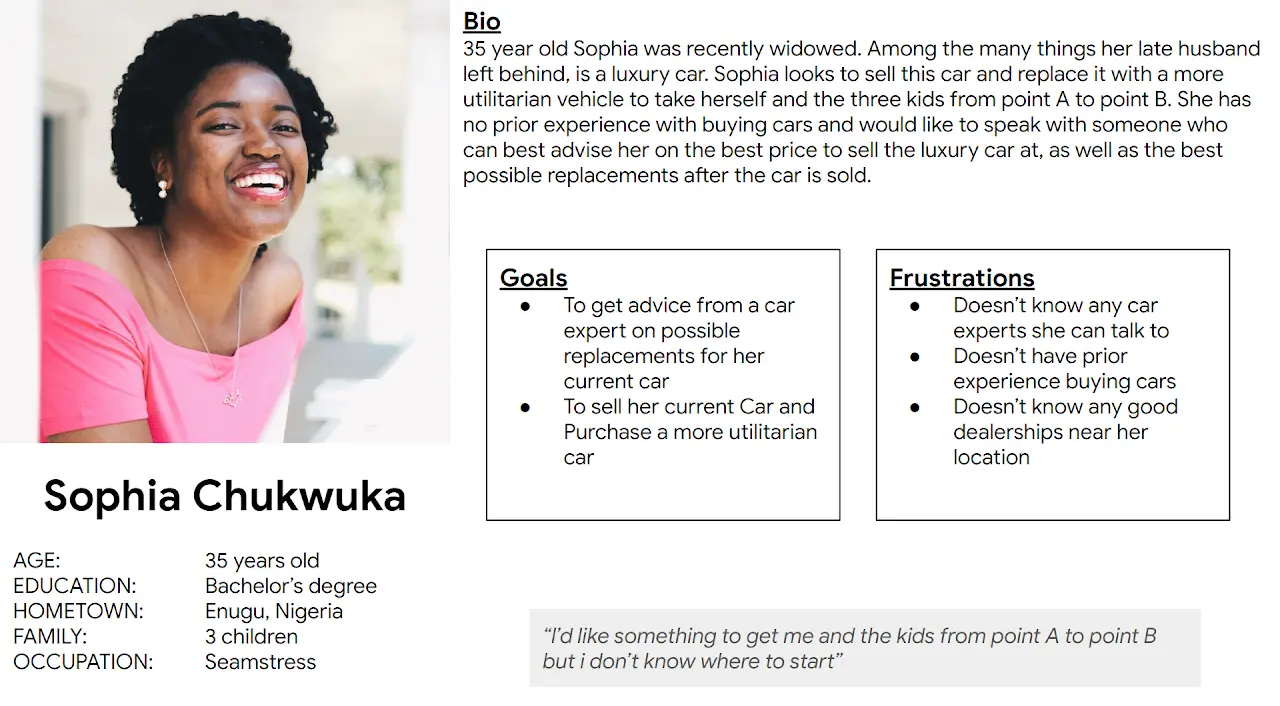 Bio
35 year old Sophia was recently widowed. Among the many things her late husband
left behind, is a luxury car. Sophia looks to sell this car and replace it with a more
utilitarian vehicle to take herself and the three kids from point A to point B. She has
no prior experience with buying cars and would like to speak with someone who
can best advise her on the best price to sell the luxury car at, as well as the best
possible replacements after the car is sold.
Goals
● To get advice from a car
expert on possible
replacements for her
current car
● To sell her current Car and
Purchase a more utilitarian
car
Frustrations
● Doesn’t know any car
experts she can talk to
● Doesn’t have prior
experience buying cars
● Doesn’t know any good
dealerships near her
location
Sophia Chukwuka
AGE: 35 years old
EDUCATION: Bachelor’s degree
HOMETOWN: Enugu, Nigeria
FAMILY: 3 children
OCCUPATION: Seamstress
“I’d like something to get me and the kids from point A to point B
but i don’t know where to start”